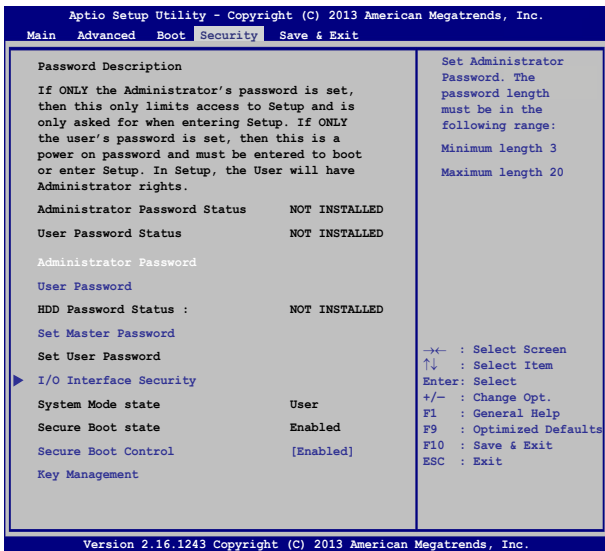 Aptio Setup Utility - Copyright (C) 2013 American Megatrends, Inc.
Main Advanced Boot Security Save & Exit
Password Description
If ONLY the Administrator's password is set,
then this only limits access to Setup and is
only asked for when entering Setup. If ONLY
the user's password is set, then this is a
power on password and must be entered to boot
or enter Setup. In Setup, the User will have
Administrator rights.
Administrator Password Status NOT INSTALLED
User Password Status NOT INSTALLED
Administrator Password
User Password
HDD Password Status : NOT INSTALLED
Set Master Password
Set User Password
I/O Interface Security
System Mode state User
Secure Boot state Enabled
Secure Boot Control [Enabled]
Key Management
Set Administrator
Password. The
password length
must be in the
following range:
Minimum length 3
Maximum length 20
→← : Select Screen
↑↓ : Select Item
Enter: Select
+/— : Change Opt.
F1 : General Help
F9 : Optimized Defaults
F10 : Save & Exit
ESC : Exit
Version 2.16.1243 Copyright (C) 2013 American Megatrends, Inc.